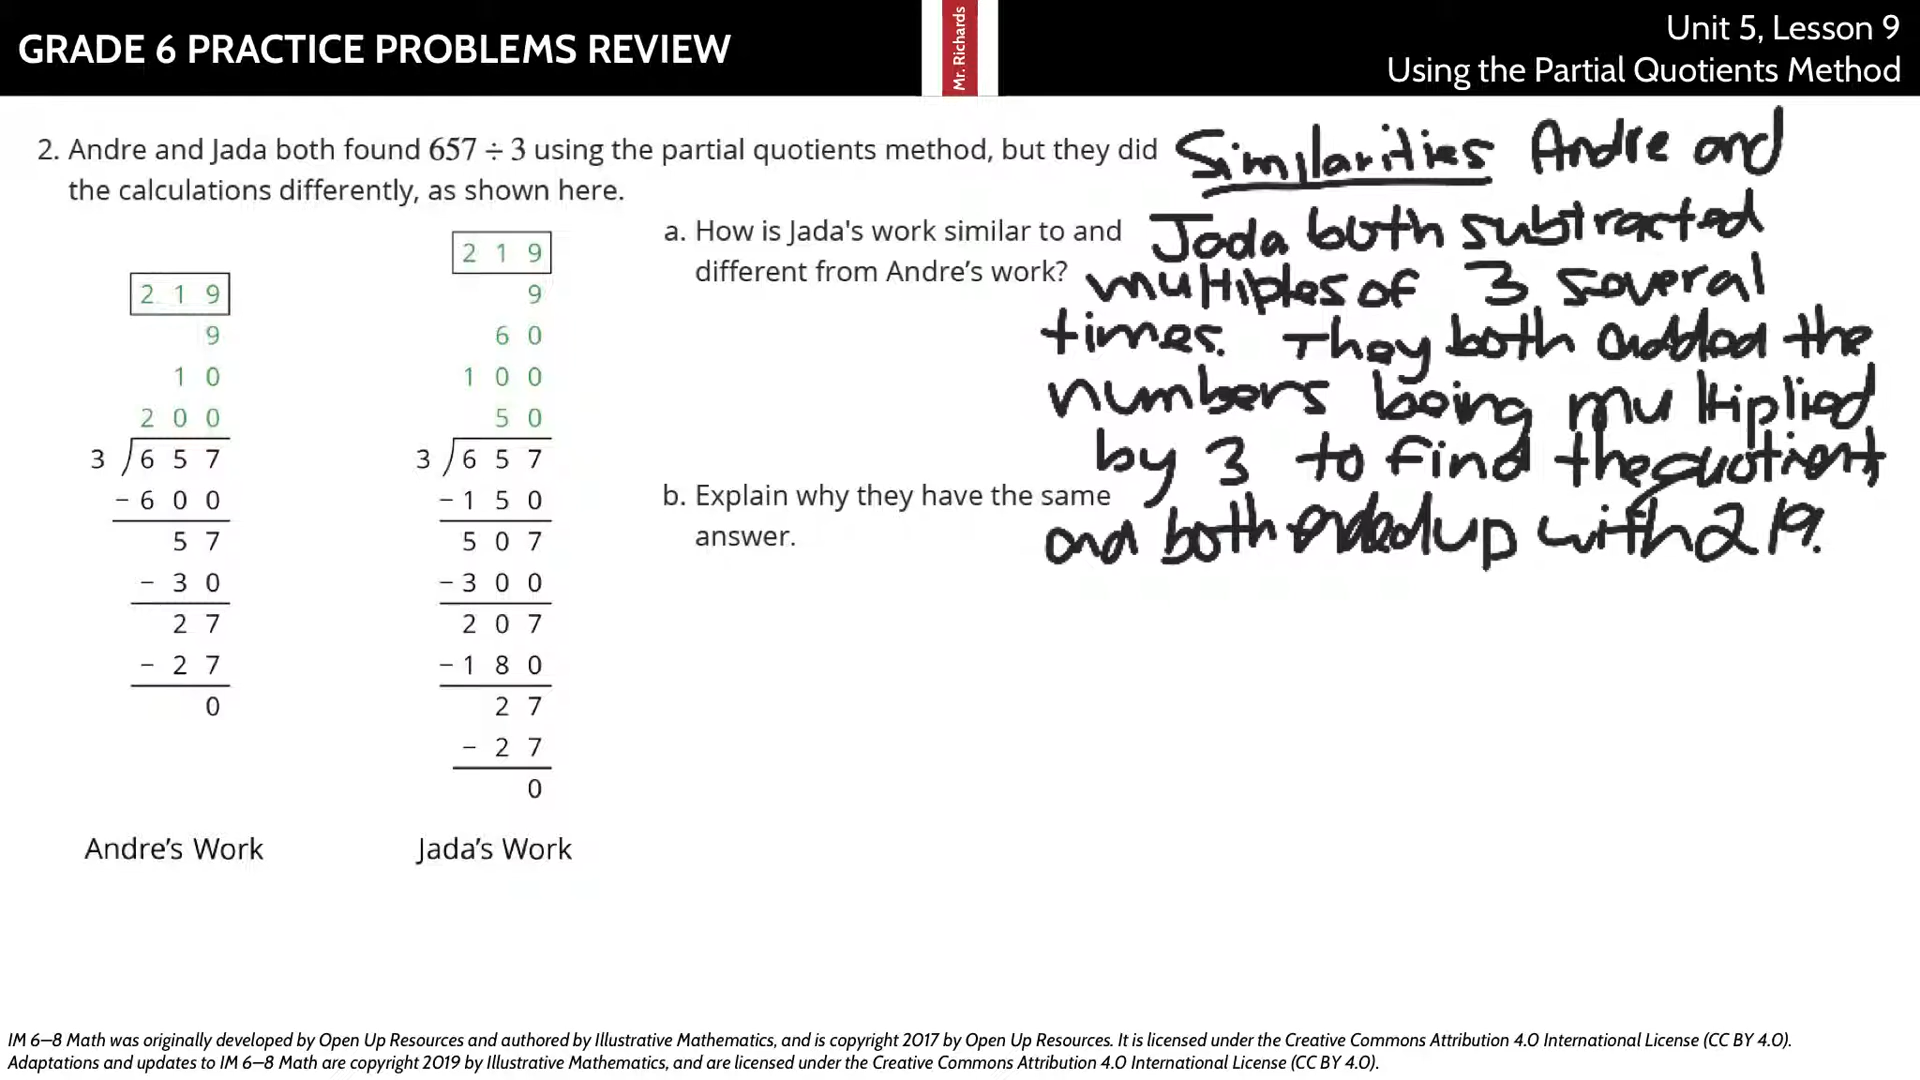 GRADE 6 PRACTICE PROBLEMS REVIEW
Mr. Richards
Unit 5, Lesson 9
Using the Partial Quotients Method
2. Andre and Jada both found 657 ÷ 3 using the partial quotients method, but they did
the calculations differently, as shown here.
2 1 9
9
1 0
2 0 0
3 ) 6 5 7
− 6 0 0
5 7
− 3 0
2 7
− 2 7
0
Andre’s Work
2 1 9
9
6 0
1 0 0
5 0
3 ) 6 5 7
− 1 5 0
5 0 7
− 3 0 0
2 0 7
− 1 8 0
2 7
− 2 7
0
Jada’s Work
a. How is Jada's work similar to and
different from Andre’s work?
b. Explain why they have the same
answer.
Similarities Andre and
Jada both subtracted
multiples of 3 several
times. They both added the
numbers being multiplied
by 3 to find the quotient
and both ended up with 219.
IM 6–8 Math was originally developed by Open Up Resources and authored by Illustrative Mathematics, and is copyright 2017 by Open Up Resources. It is licensed under the Creative Commons Attribution 4.0 International License (CC BY 4.0).
Adaptations and updates to IM 6–8 Math are copyright 2019 by Illustrative Mathematics, and are licensed under the Creative Commons Attribution 4.0 International License (CC BY 4.0).